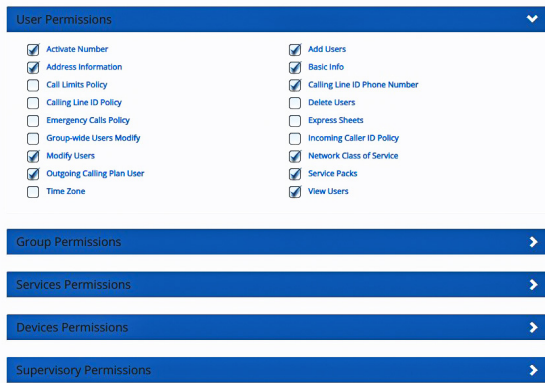 User Permissions
Activate Number
Add Users
Address Information
Basic Info
Call Limits Policy
Calling Line ID Phone Number
Calling Line ID Policy
Delete Users
Emergency Calls Policy
Express Sheets
Group-wide Users Modify
Incoming Caller ID Policy
Modify Users
Network Class of Service
Outgoing Calling Plan User
Service Packs
Time Zone
View Users
Group Permissions
Services Permissions
Devices Permissions
Supervisory Permissions